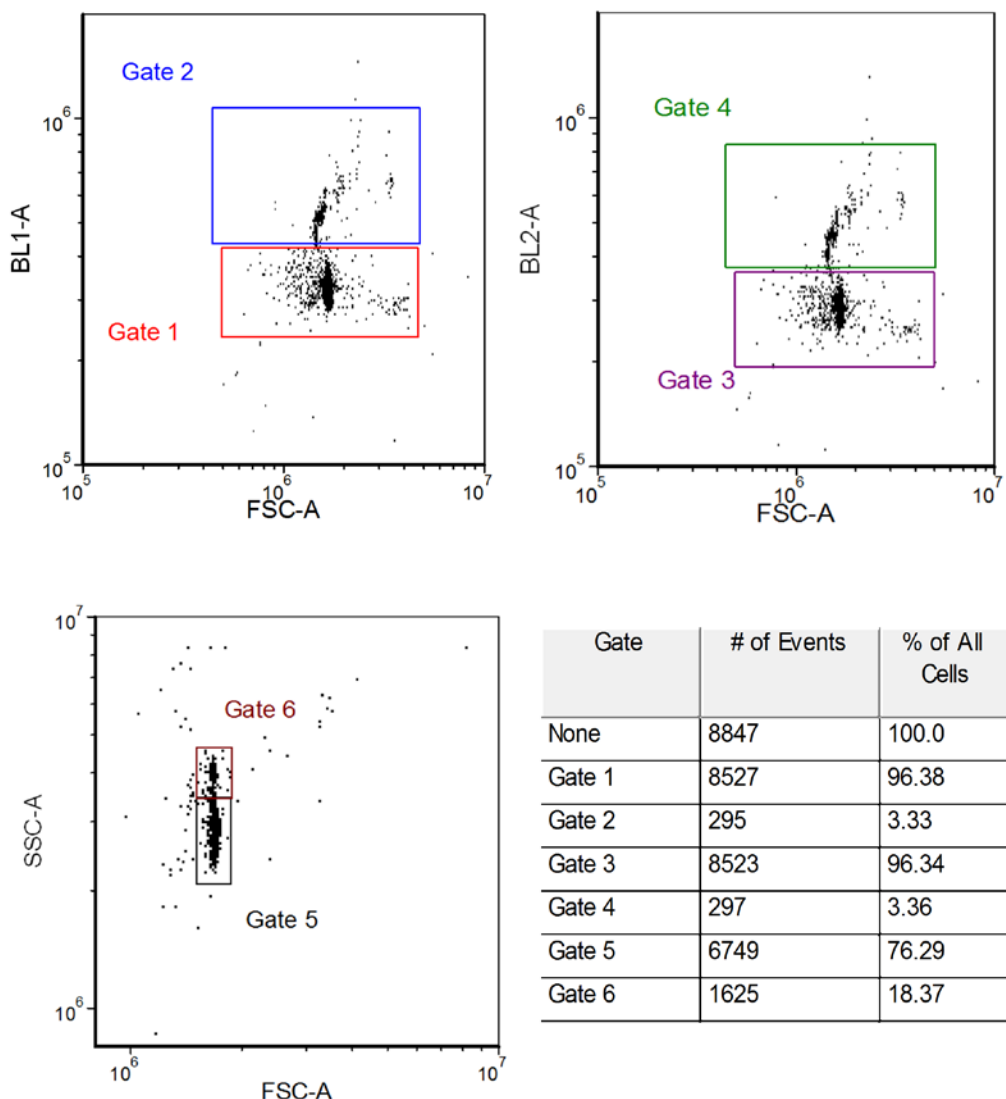 Gate 2
10^6
BL1-A
Gate 1
10^5
10^5
10^6
10^7
FSC-A
Gate 4
10^6
BL2-A
Gate 3
10^5
10^5
10^6
10^7
FSC-A
10^7
Gate 6
SSC-A
Gate 5
10^6
10^6
10^7
FSC-A
Gate # of Events % of All
Cells
None 8847 100.0
Gate 1 8527 96.38
Gate 2 295 3.33
Gate 3 8523 96.34
Gate 4 297 3.36
Gate 5 6749 76.29
Gate 6 1625 18.37